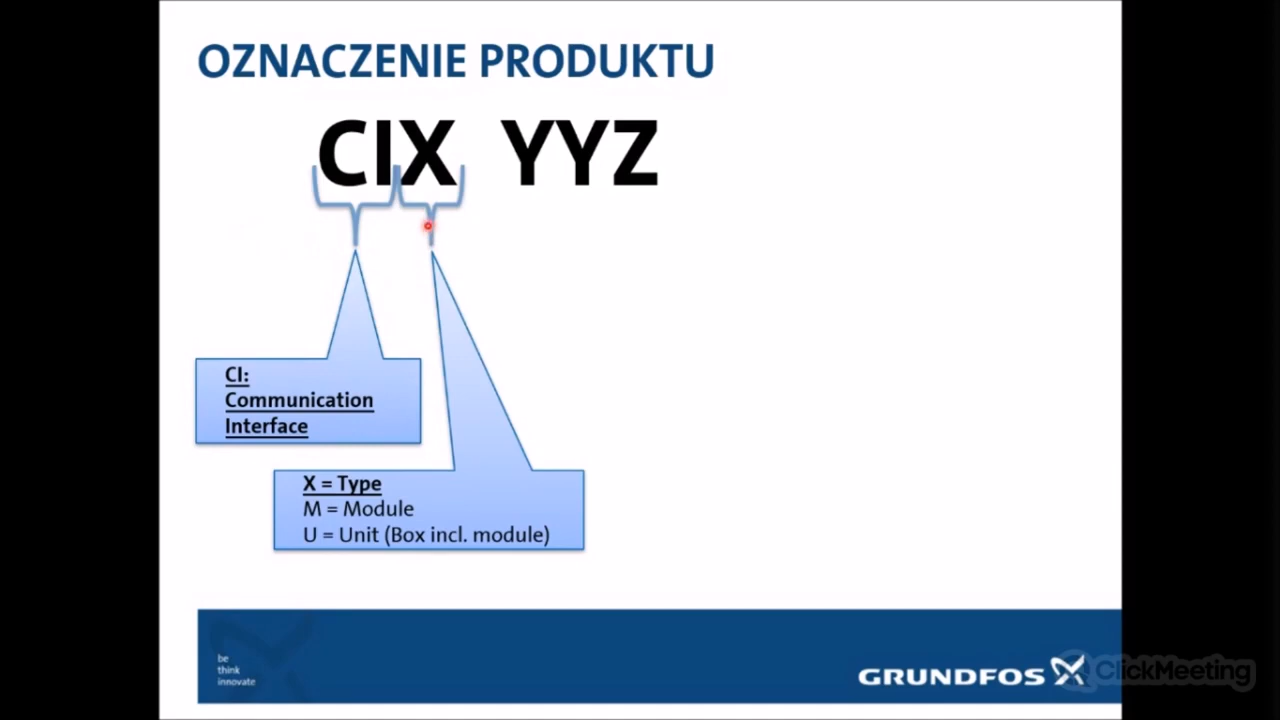 OZNACZENIE PRODUKTU
CIX YYZ
CI:
Communication
Interface
X = Type
M = Module
U = Unit (Box incl. module)
be
think
innovate
GRUNDFOS
ClickMeeting